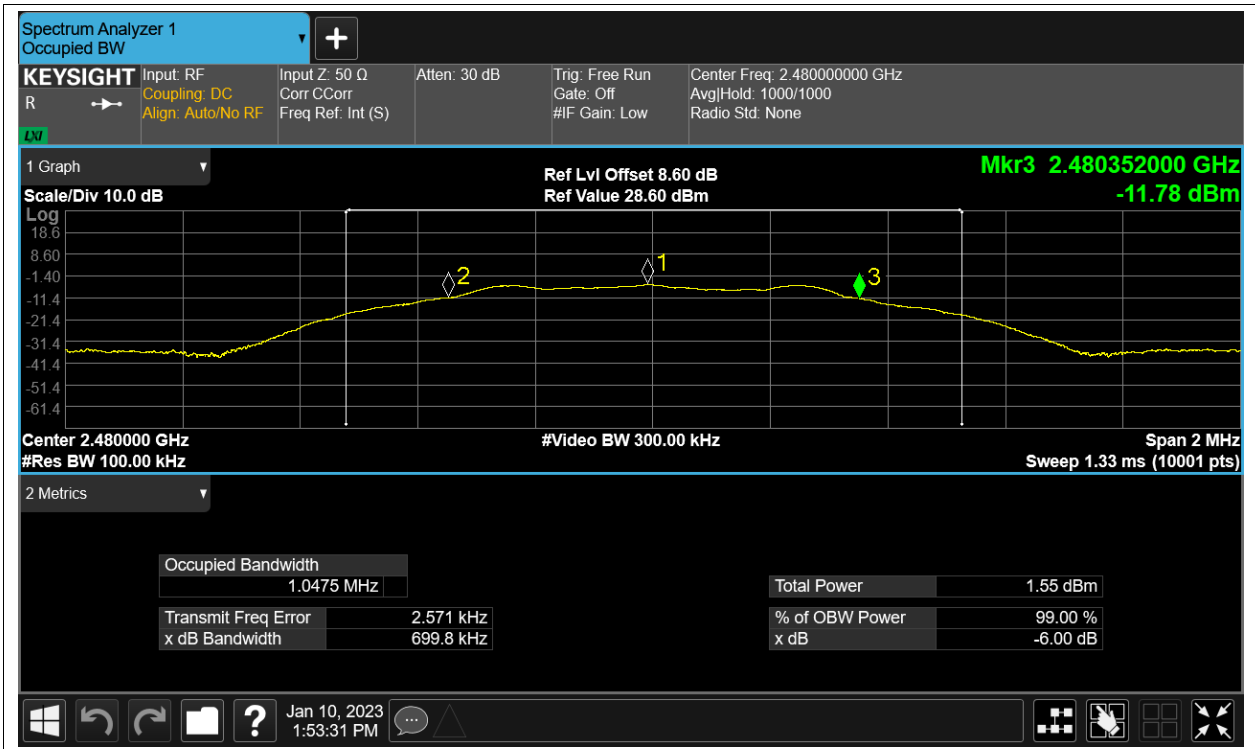 Spectrum Analyzer 1
Occupied BW
KEYSIGHT
R
LXI
Input: RF
Coupling: DC
Align: Auto/No RF
Input Z: 50 Ω
Corr CCorr
Freq Ref: Int (S)
Atten: 30 dB
Trig: Free Run
Gate: Off
#IF Gain: Low
Center Freq: 2.480000000 GHz
Avg|Hold: 1000/1000
Radio Std: None
1 Graph
Scale/Div 10.0 dB
Ref Lvl Offset 8.60 dB
Ref Value 28.60 dBm
Mkr3 2.480352000 GHz
-11.78 dBm
Log
18.6
8.60
-1.40
-11.4
-21.4
-31.4
-41.4
-51.4
-61.4
2
1
3
Center 2.480000 GHz
#Res BW 100.00 kHz
#Video BW 300.00 kHz
Span 2 MHz
Sweep 1.33 ms (10001 pts)
2 Metrics
Occupied Bandwidth
1.0475 MHz
Transmit Freq Error 2.571 kHz
x dB Bandwidth 699.8 kHz
Total Power 1.55 dBm
% of OBW Power 99.00 %
x dB -6.00 dB
?
Jan 10, 2023
1:53:31 PM